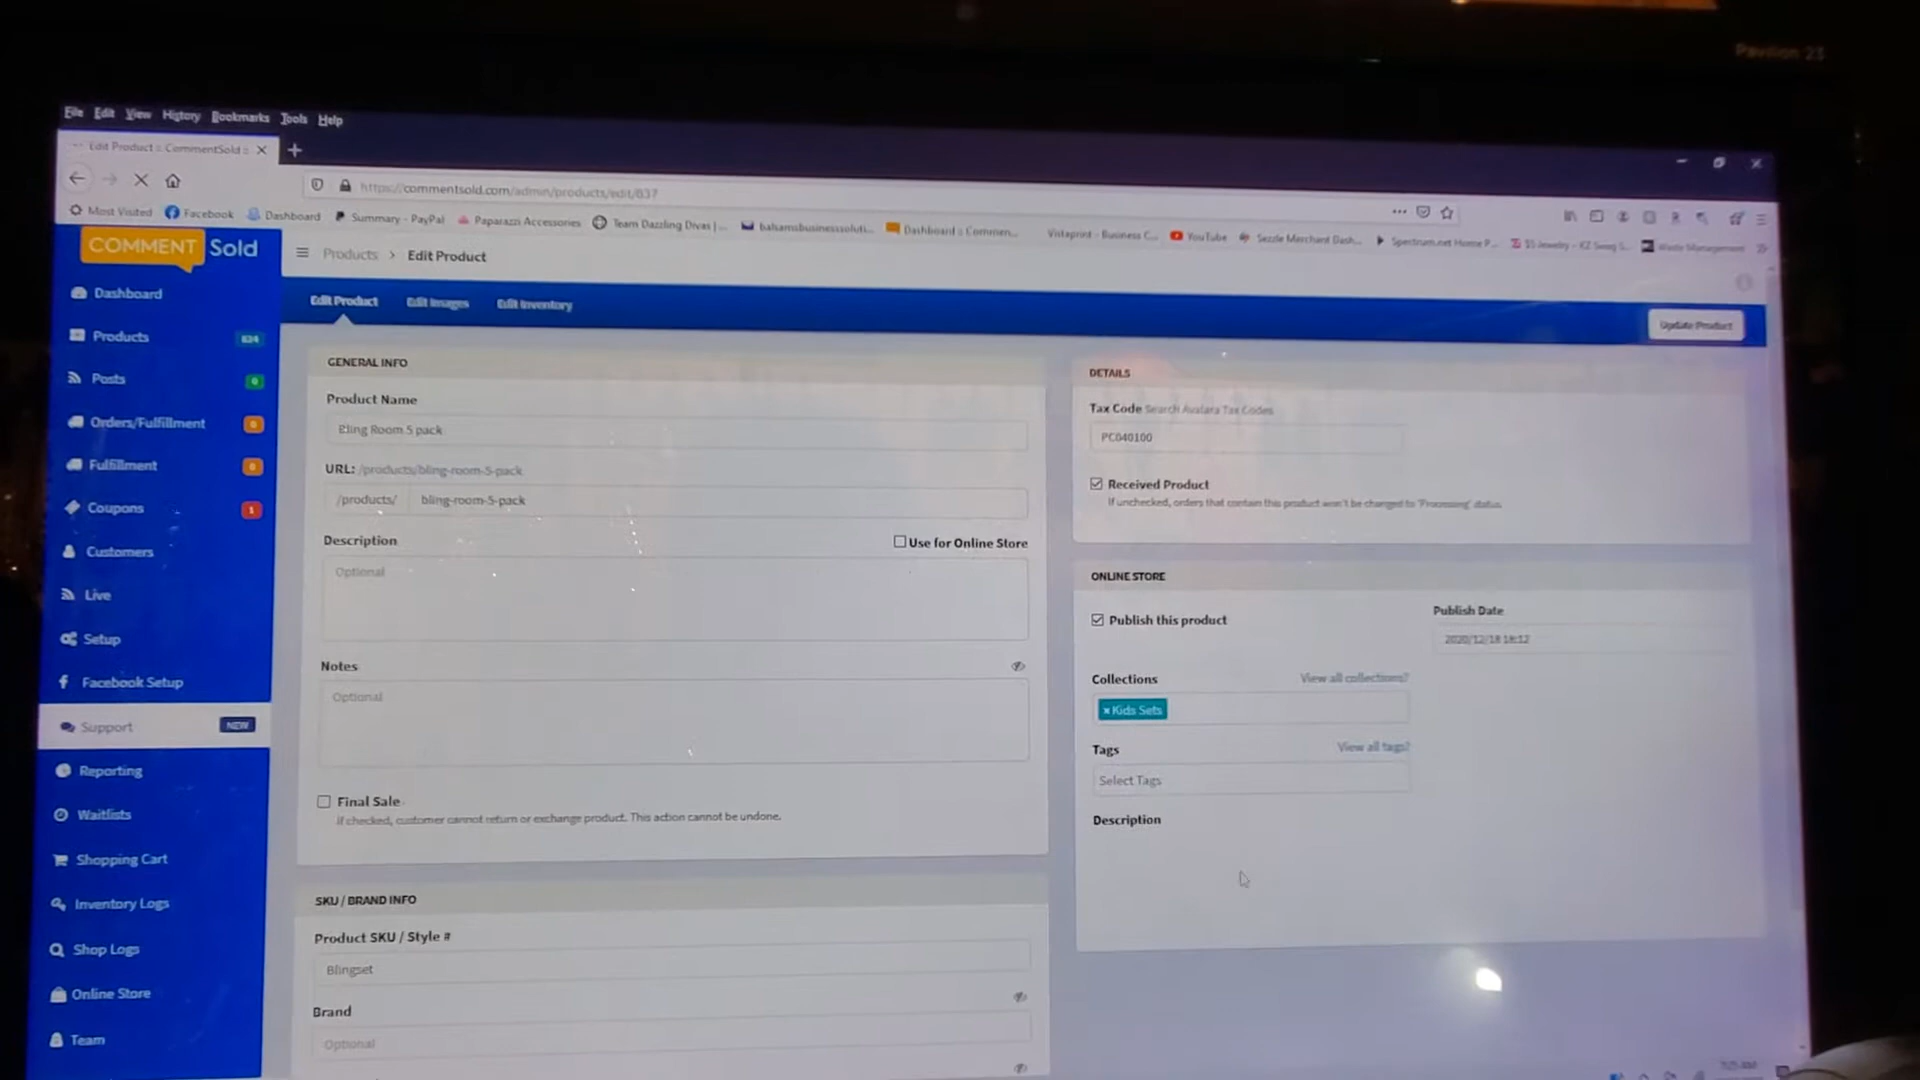 Pavilion 23
File Edit View History Bookmarks Tools Help
Edit Product :: CommentSold ::
https://commentsold.com/admin/products/edit/837
Most Visited Facebook Dashboard Summary - PayPal Paparazzi Accessories Team Dazzling Divas |... Dashboard :: Commen... Vistaprint - Business C... YouTube Sezzle Merchant Dash... Spectrum.net Home P... Waste Management
COMMENT Sold
Products > Edit Product
Edit Product Edit Images Edit Inventory
Update Product
Dashboard
Products 834
Posts 0
Orders/Fulfillment 0
Fulfillment 0
Coupons 1
Customers
Live
Setup
Facebook Setup
Support NEW
Reporting
Waitlists
Shopping Cart
Inventory Logs
Shop Logs
Online Store
Team
GENERAL INFO
Product Name
Bling Room 5 pack
URL: /products/bling-room-5-pack
/products/ bling-room-5-pack
Description Use for Online Store
Optional
Notes
Optional
Final Sale
If checked, customer cannot return or exchange product. This action cannot be undone.
SKU / BRAND INFO
Product SKU / Style #
Blingset
Brand
Optional
DETAILS
Tax Code Search Avalara Tax Codes
PC040100
Received Product
If unchecked, orders that contain this product won't be changed to 'Processing' status.
ONLINE STORE
Publish this product
Publish Date
2020/12/18 18:12
Collections View all collections?
× Kids Sets
Tags View all tags?
Select Tags
Description